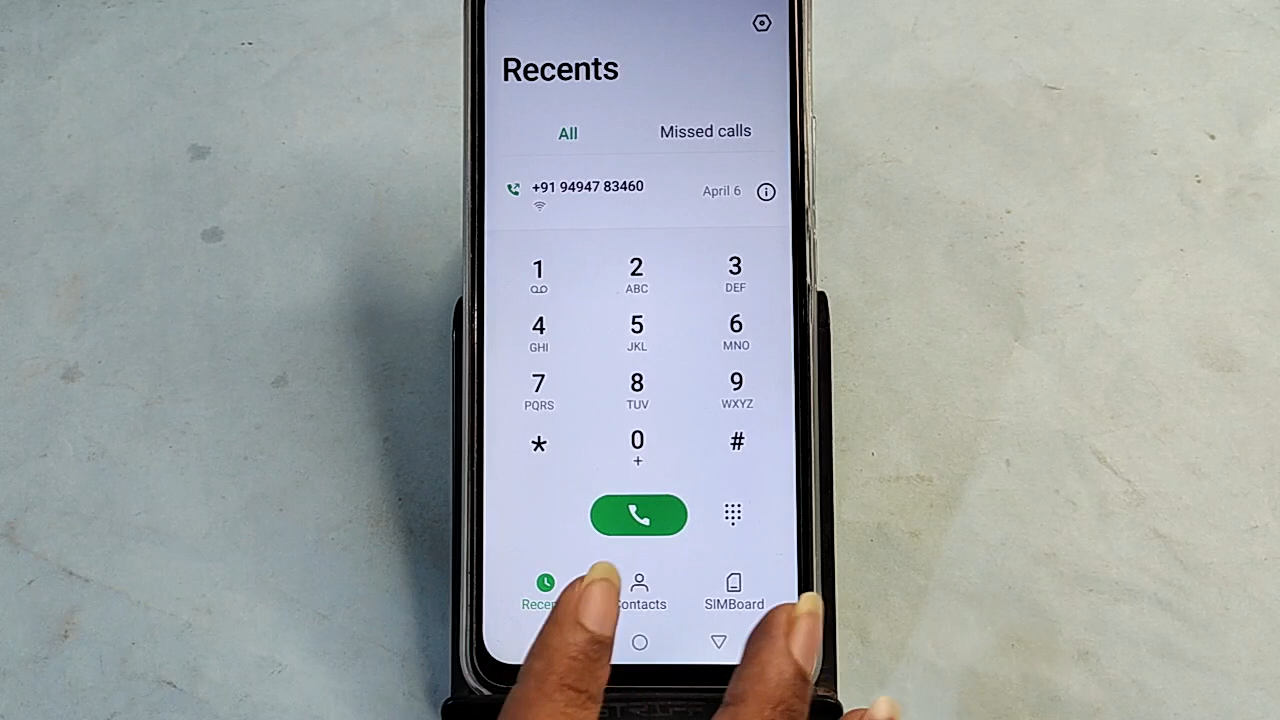 Recents
All Missed calls
+91 94947 83460 April 6
1 2 3
ABC DEF
4 5 6
GHI JKL MNO
7 8 9
PQRS TUV WXYZ
* 0 #
+
Contacts SIMBoard